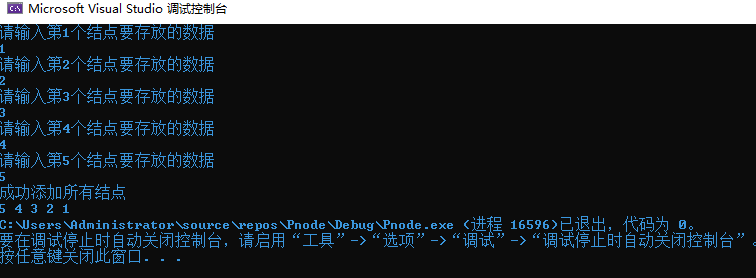 Microsoft Visual Studio 调试控制台
请输入第1个结点要存放的数据
1
请输入第2个结点要存放的数据
2
请输入第3个结点要存放的数据
3
请输入第4个结点要存放的数据
4
请输入第5个结点要存放的数据
5
成功添加所有结点
5 4 3 2 1
C:\Users\Administrator\source\repos\Pnode\Debug\Pnode.exe (进程 16596)已退出，代码为 0。
要在调试停止时自动关闭控制台，请启用“工具”->“选项”->“调试”->“调试停止时自动关闭控制台”。
按任意键关闭此窗口. . .